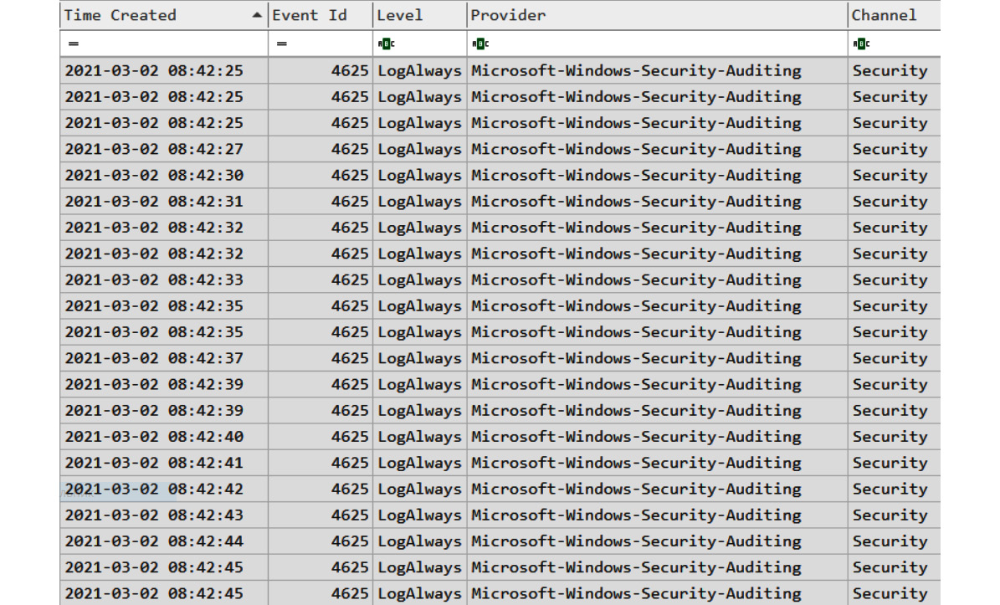 Time Created Event Id Level Provider Channel
= = ABC ABC ABC
2021-03-02 08:42:25 4625 LogAlways Microsoft-Windows-Security-Auditing Security
2021-03-02 08:42:25 4625 LogAlways Microsoft-Windows-Security-Auditing Security
2021-03-02 08:42:25 4625 LogAlways Microsoft-Windows-Security-Auditing Security
2021-03-02 08:42:27 4625 LogAlways Microsoft-Windows-Security-Auditing Security
2021-03-02 08:42:30 4625 LogAlways Microsoft-Windows-Security-Auditing Security
2021-03-02 08:42:31 4625 LogAlways Microsoft-Windows-Security-Auditing Security
2021-03-02 08:42:32 4625 LogAlways Microsoft-Windows-Security-Auditing Security
2021-03-02 08:42:32 4625 LogAlways Microsoft-Windows-Security-Auditing Security
2021-03-02 08:42:33 4625 LogAlways Microsoft-Windows-Security-Auditing Security
2021-03-02 08:42:35 4625 LogAlways Microsoft-Windows-Security-Auditing Security
2021-03-02 08:42:35 4625 LogAlways Microsoft-Windows-Security-Auditing Security
2021-03-02 08:42:37 4625 LogAlways Microsoft-Windows-Security-Auditing Security
2021-03-02 08:42:39 4625 LogAlways Microsoft-Windows-Security-Auditing Security
2021-03-02 08:42:39 4625 LogAlways Microsoft-Windows-Security-Auditing Security
2021-03-02 08:42:40 4625 LogAlways Microsoft-Windows-Security-Auditing Security
2021-03-02 08:42:41 4625 LogAlways Microsoft-Windows-Security-Auditing Security
2021-03-02 08:42:42 4625 LogAlways Microsoft-Windows-Security-Auditing Security
2021-03-02 08:42:43 4625 LogAlways Microsoft-Windows-Security-Auditing Security
2021-03-02 08:42:44 4625 LogAlways Microsoft-Windows-Security-Auditing Security
2021-03-02 08:42:45 4625 LogAlways Microsoft-Windows-Security-Auditing Security
2021-03-02 08:42:45 4625 LogAlways Microsoft-Windows-Security-Auditing Security